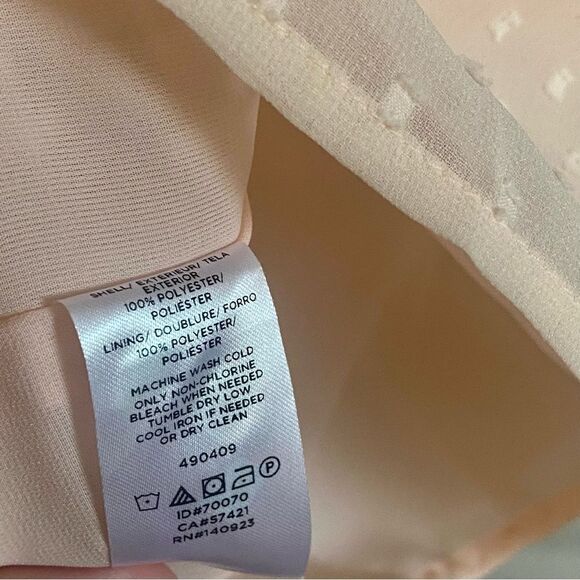 SHELL/ EXTERIEUR/ TELA
EXTERIOR
100% POLYESTER/
POLIÉSTER
LINING/ DOUBLURE/ FORRO
100% POLYESTER/
POLIÉSTER
MACHINE WASH COLD
ONLY NON-CHLORINE
BLEACH WHEN NEEDED
TUMBLE DRY LOW
COOL IRON IF NEEDED
OR DRY CLEAN
490409
P
ID#70070
CA#57421
RN#140923